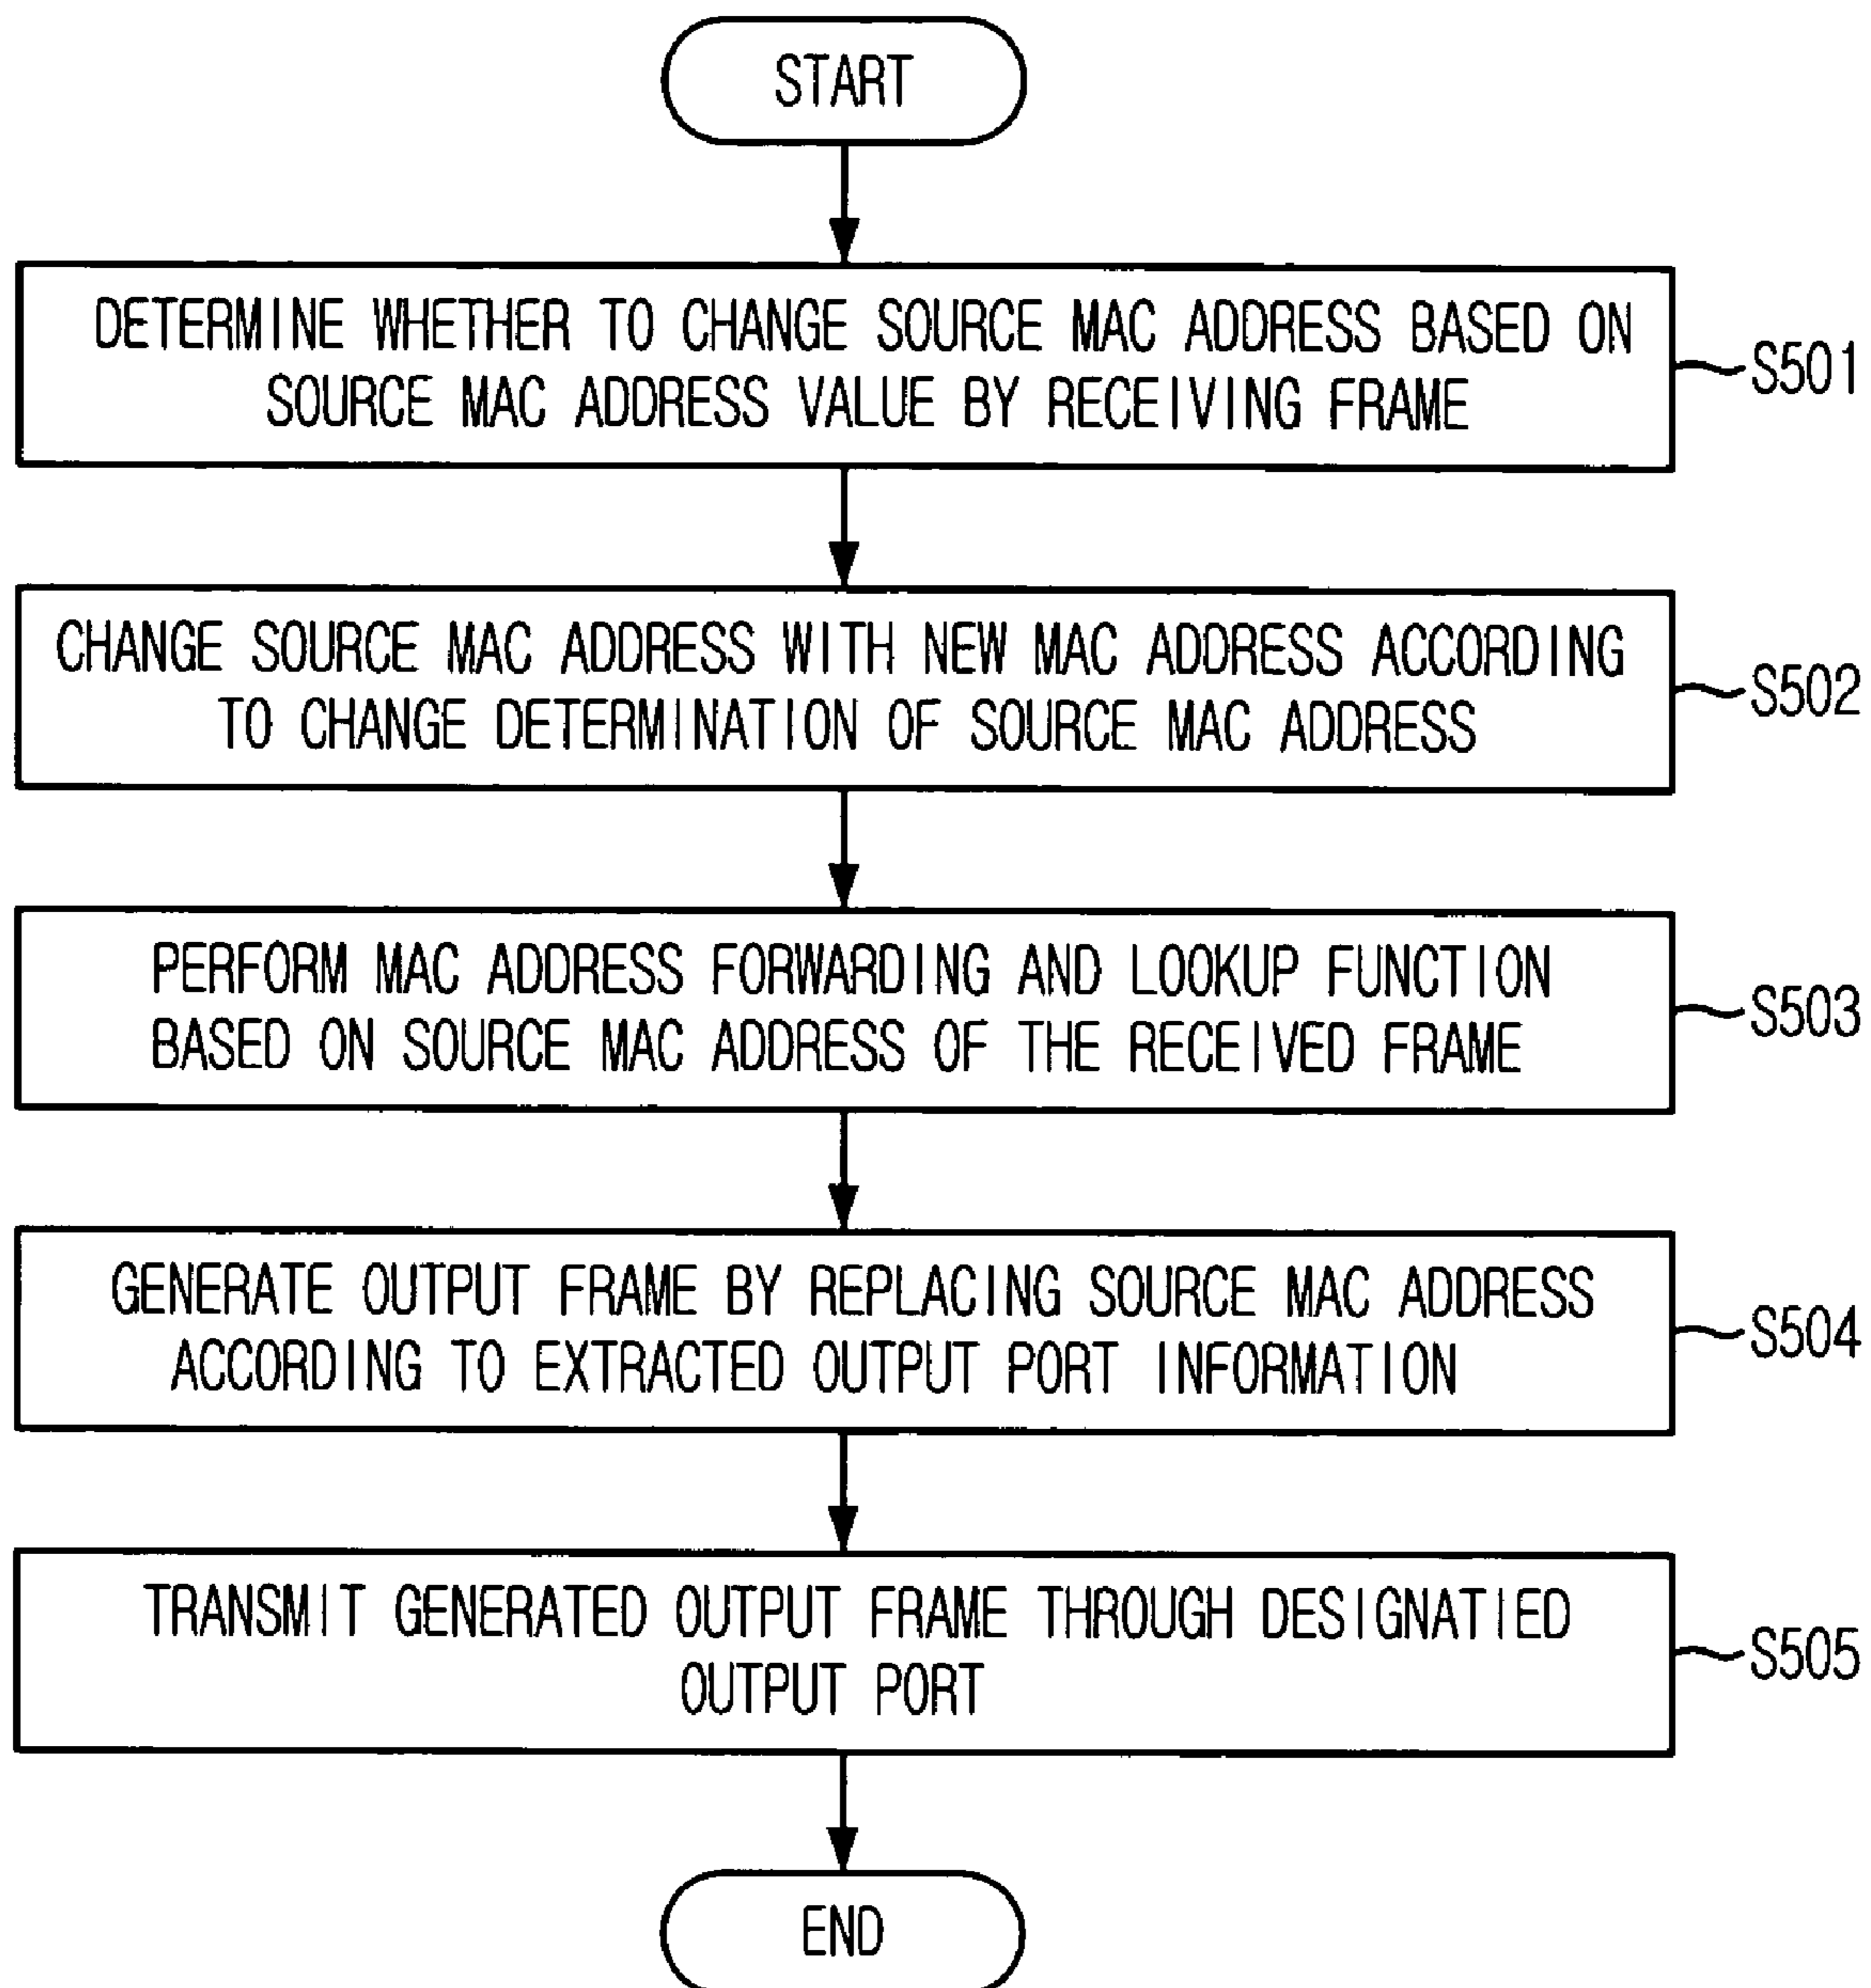 START
DETERMINE WHETHER TO CHANGE SOURCE MAC ADDRESS BASED ON
SOURCE MAC ADDRESS VALUE BY RECEIVING FRAME
S501
CHANGE SOURCE MAC ADDRESS WITH NEW MAC ADDRESS ACCORDING
TO CHANGE DETERMINATION OF SOURCE MAC ADDRESS
S502
PERFORM MAC ADDRESS FORWARDING AND LOOKUP FUNCTION
BASED ON SOURCE MAC ADDRESS OF THE RECEIVED FRAME
S503
GENERATE OUTPUT FRAME BY REPLACING SOURCE MAC ADDRESS
ACCORDING TO EXTRACTED OUTPUT PORT INFORMATION
S504
TRANSMIT GENERATED OUTPUT FRAME THROUGH DESIGNATIED
OUTPUT PORT
S505
END